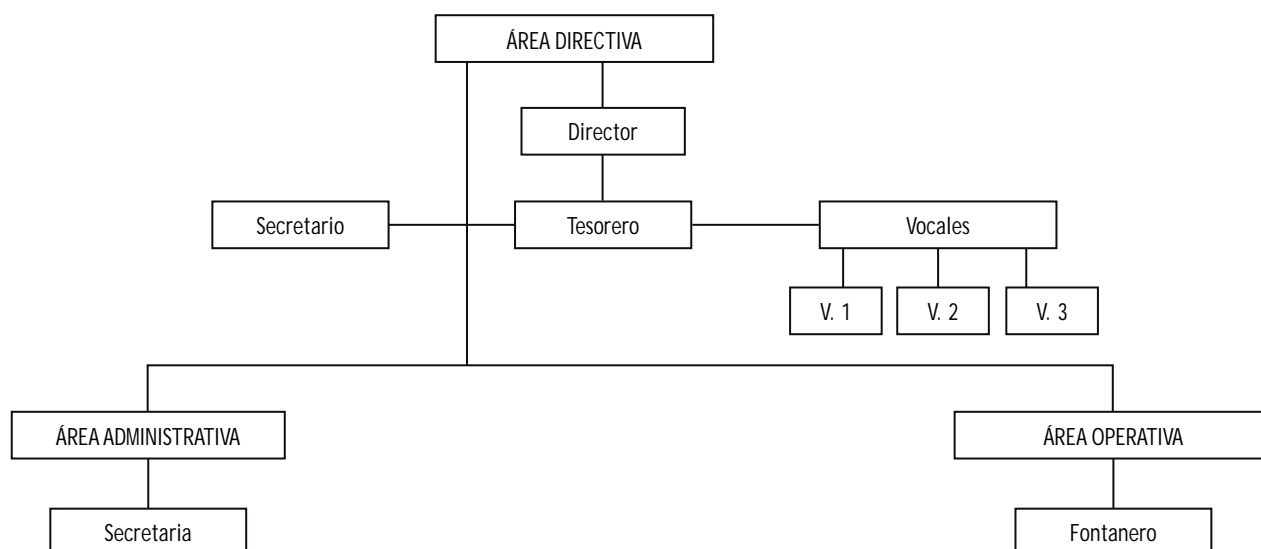 ÁREA DIRECTIVA
Director
Secretario
Tesorero
Vocales
V. 1
V. 2
V. 3
ÁREA ADMINISTRATIVA
ÁREA OPERATIVA
Secretaria
Fontanero